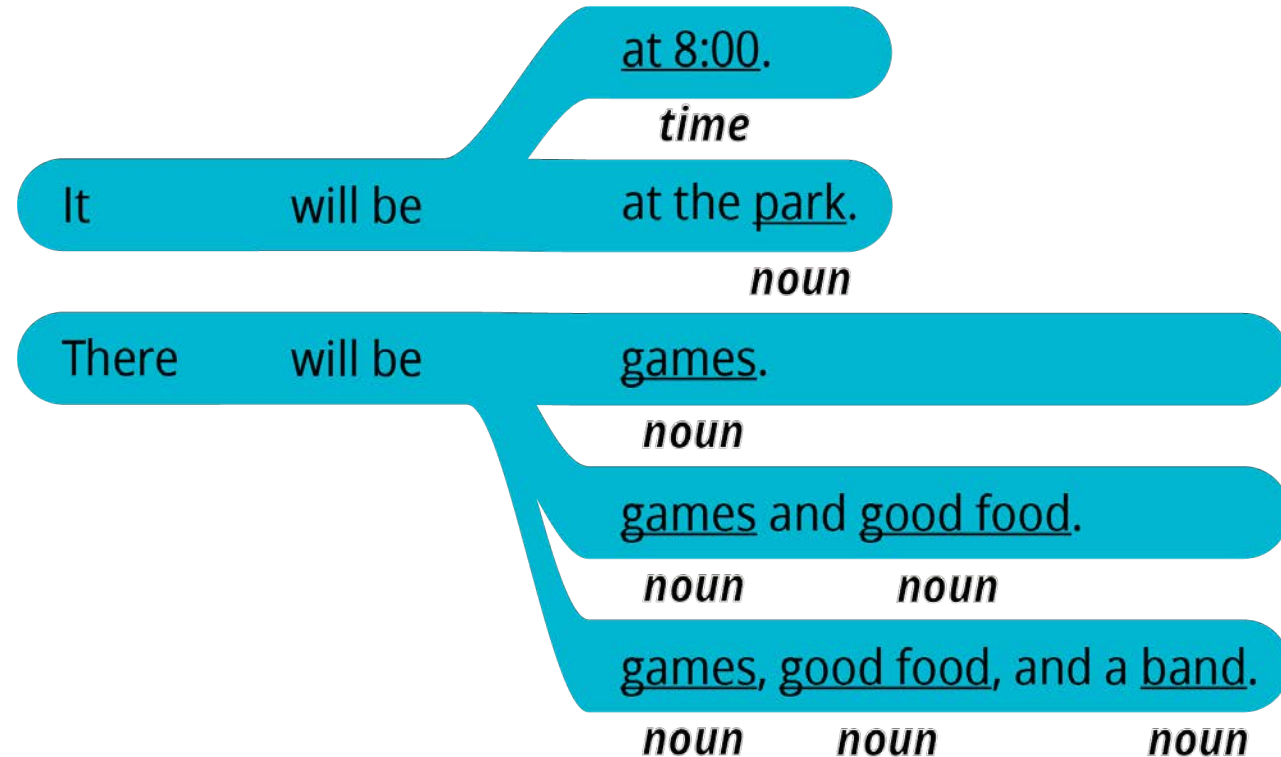 at 8:00.
time
It will be at the park.
noun
There will be games.
noun
games and good food.
noun noun
games, good food, and a band.
noun noun noun